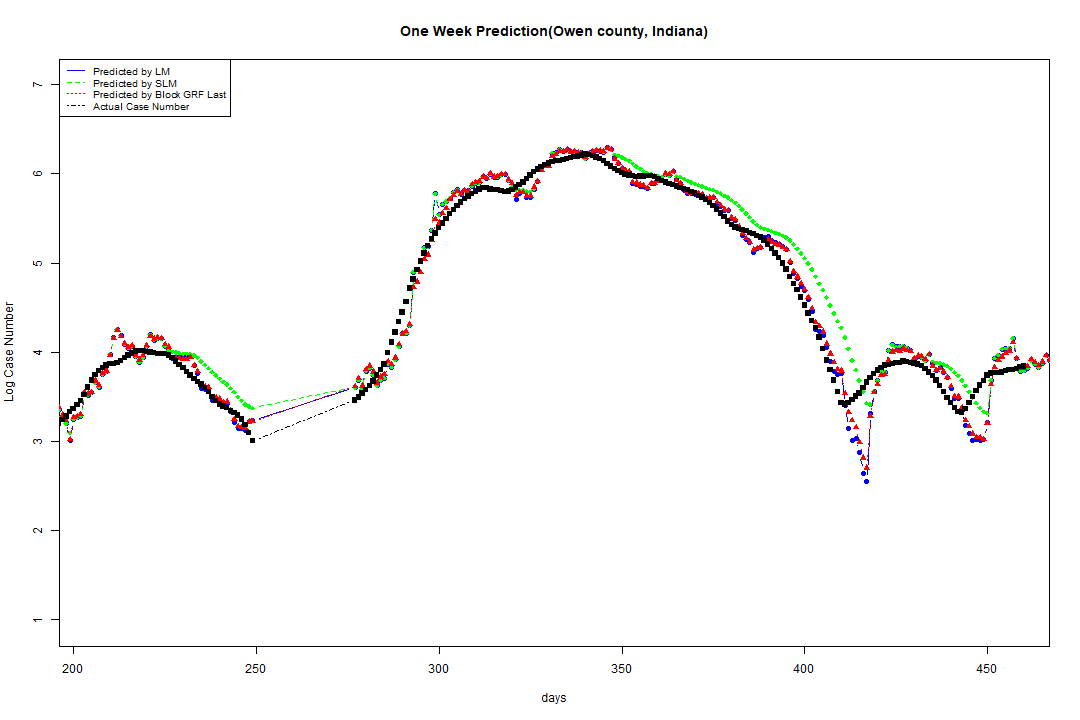 One Week Prediction(Owen county, Indiana)
Predicted by LM
Predicted by SLM
Predicted by Block GRF Last
Actual Case Number
7
6
5
4
3
2
1
Log Case Number
200 250 300 350 400 450
days